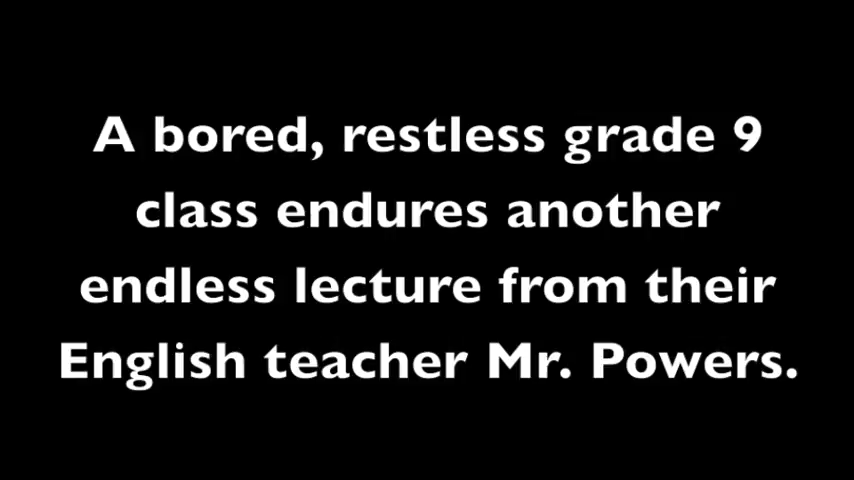 A bored, restless grade 9
class endures another
endless lecture from their
English teacher Mr. Powers.